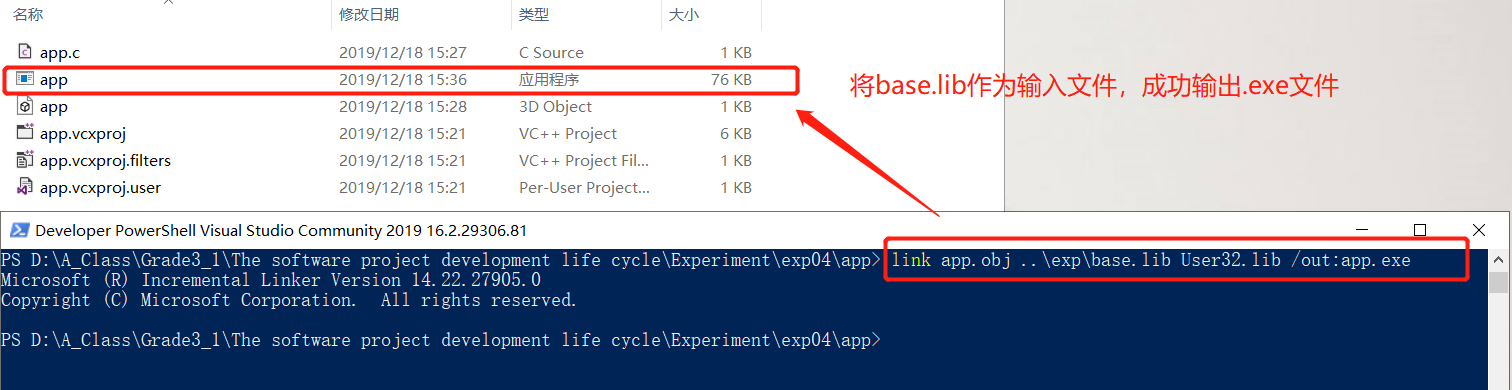 名称 修改日期 类型 大小
app.c 2019/12/18 15:27 C Source 1 KB
app 2019/12/18 15:36 应用程序 76 KB
将base.lib作为输入文件，成功输出.exe文件
app 2019/12/18 15:28 3D Object 1 KB
app.vcxproj 2019/12/18 15:21 VC++ Project 6 KB
app.vcxproj.filters 2019/12/18 15:21 VC++ Project Fil... 1 KB
app.vcxproj.user 2019/12/18 15:21 Per-User Project... 1 KB
Developer PowerShell Visual Studio Community 2019 16.2.29306.81
PS D:\A_Class\Grade3_1\The software project development life cycle\Experiment\exp04\app> link app.obj ..\exp\base.lib User32.lib /out:app.exe
Microsoft (R) Incremental Linker Version 14.22.27905.0
Copyright (C) Microsoft Corporation.  All rights reserved.
PS D:\A_Class\Grade3_1\The software project development life cycle\Experiment\exp04\app>